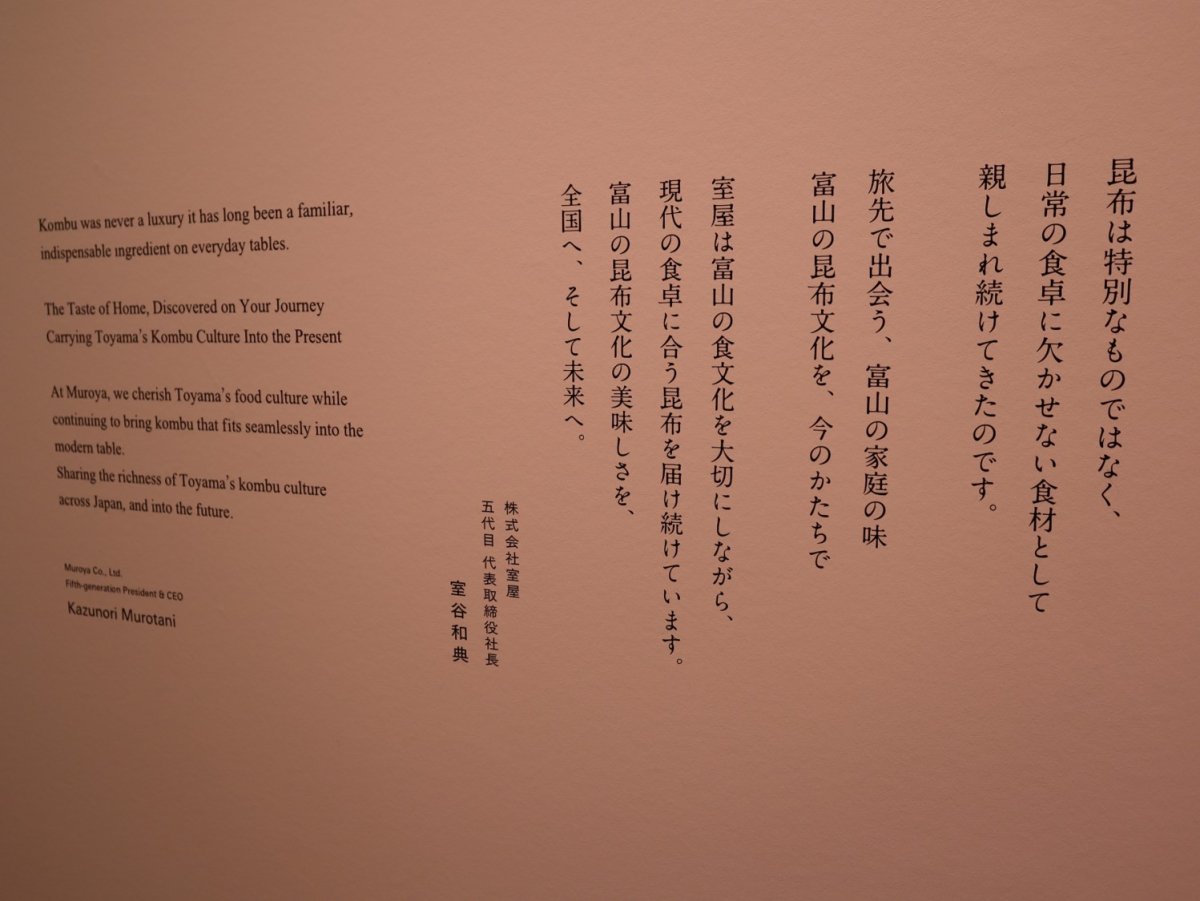 昆布は特別なものではなく、
日常の食卓に欠かせない食材として
親しまれ続けてきたのです。
旅先で出会う、富山の家庭の味
富山の昆布文化を、今のかたちで
室屋は富山の食文化を大切にしながら、
現代の食卓に合う昆布を届け続けています。
富山の昆布文化の美味しさを、
全国へ、そして未来へ。
株式会社室屋
五代目 代表取締役社長
室谷和典
Kombu was never a luxury it has long been a familiar,
indispensable ingredient on everyday tables.
The Taste of Home, Discovered on Your Journey
Carrying Toyama's Kombu Culture Into the Present
At Muroya, we cherish Toyama's food culture while
continuing to bring kombu that fits seamlessly into the
modern table.
Sharing the richness of Toyama's kombu culture
across Japan, and into the future.
Muroya Co., Ltd.
Fifth-generation President & CEO
Kazunori Murotani